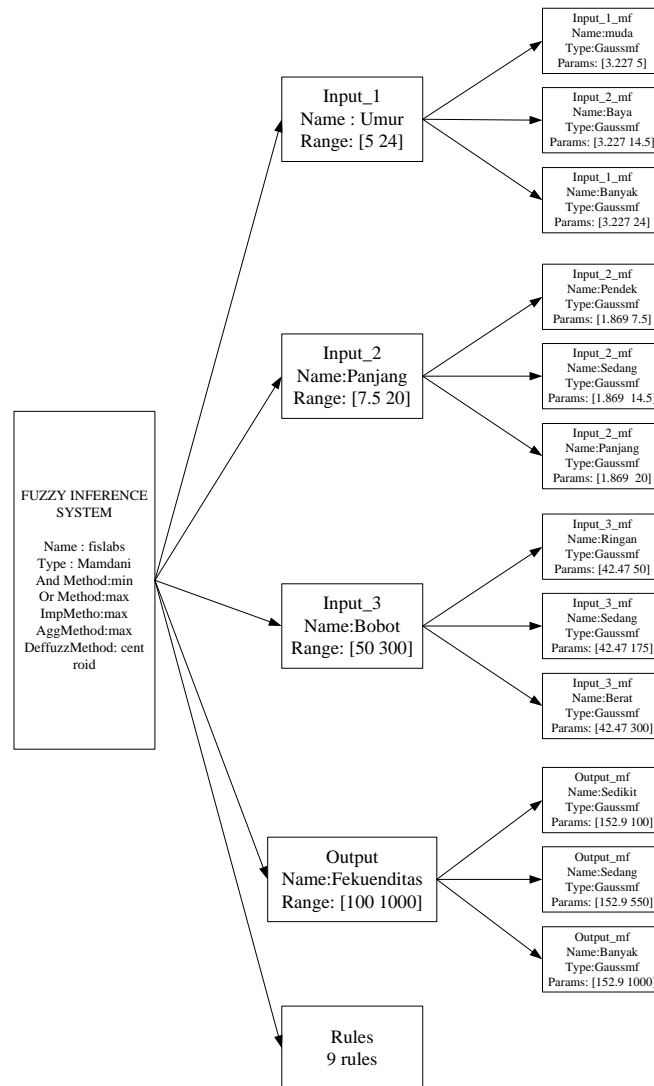 FUZZY INFERENCE
SYSTEM
Name : fislabs
Type : Mamdani
And Method:min
Or Method:max
ImpMetho:max
AggMethod:max
DeffuzzMethod: cent
roid
Input_1
Name : Umur
Range: [5 24]
Input_1_mf
Name:muda
Type:Gaussmf
Params: [3.227 5]
Input_2_mf
Name:Baya
Type:Gaussmf
Params: [3.227 14.5]
Input_1_mf
Name:Banyak
Type:Gaussmf
Params: [3.227 24]
Input_2
Name:Panjang
Range: [7.5 20]
Input_2_mf
Name:Pendek
Type:Gaussmf
Params: [1.869 7.5]
Input_2_mf
Name:Sedang
Type:Gaussmf
Params: [1.869  14.5]
Input_2_mf
Name:Panjang
Type:Gaussmf
Params: [1.869  20]
Input_3
Name:Bobot
Range: [50 300]
Input_3_mf
Name:Ringan
Type:Gaussmf
Params: [42.47 50]
Input_3_mf
Name:Sedang
Type:Gaussmf
Params: [42.47 175]
Input_3_mf
Name:Berat
Type:Gaussmf
Params: [42.47 300]
Output
Name:Fekuenditas
Range: [100 1000]
Output_mf
Name:Sedikit
Type:Gaussmf
Params: [152.9 100]
Output_mf
Name:Sedang
Type:Gaussmf
Params: [152.9 550]
Output_mf
Name:Banyak
Type:Gaussmf
Params: [152.9 1000]
Rules
9 rules